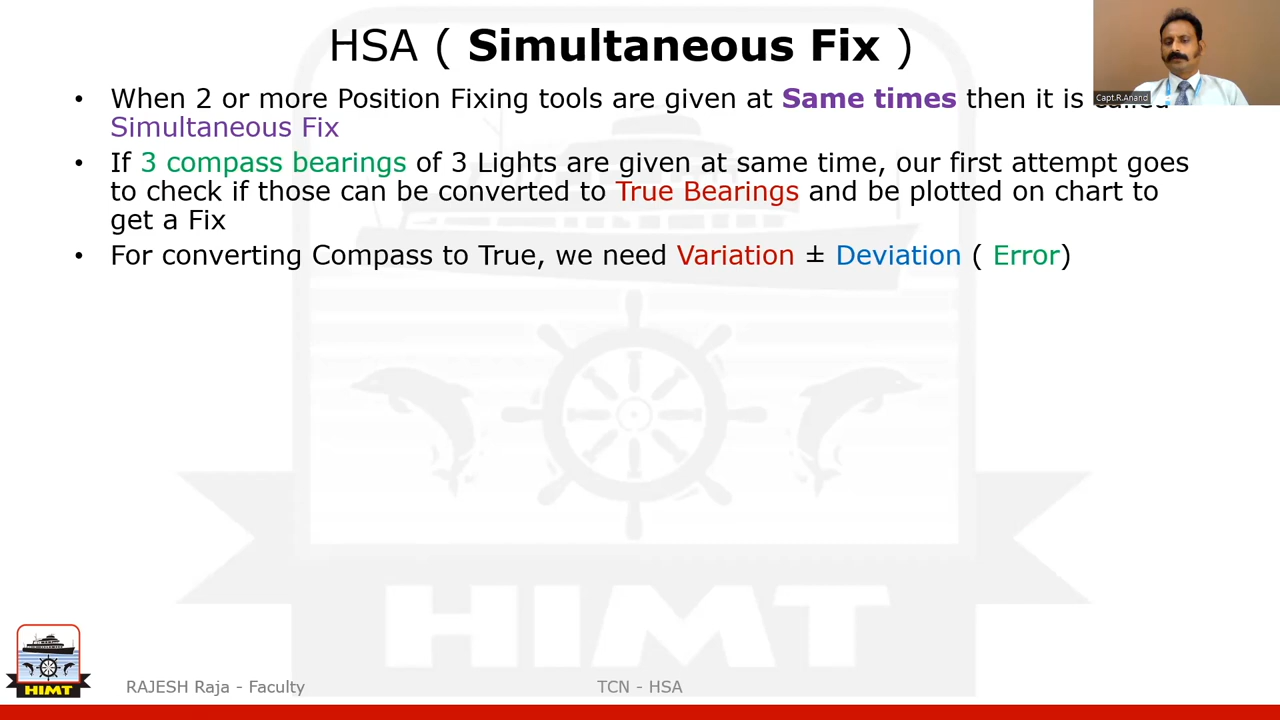 HSA ( Simultaneous Fix )
• When 2 or more Position Fixing tools are given at Same times then it is called
Simultaneous Fix
• If 3 compass bearings of 3 Lights are given at same time, our first attempt goes
to check if those can be converted to True Bearings and be plotted on chart to
get a Fix
• For converting Compass to True, we need Variation ± Deviation ( Error)
Capt.R.Anand
HIMT
HIMT
RAJESH Raja - Faculty
TCN - HSA